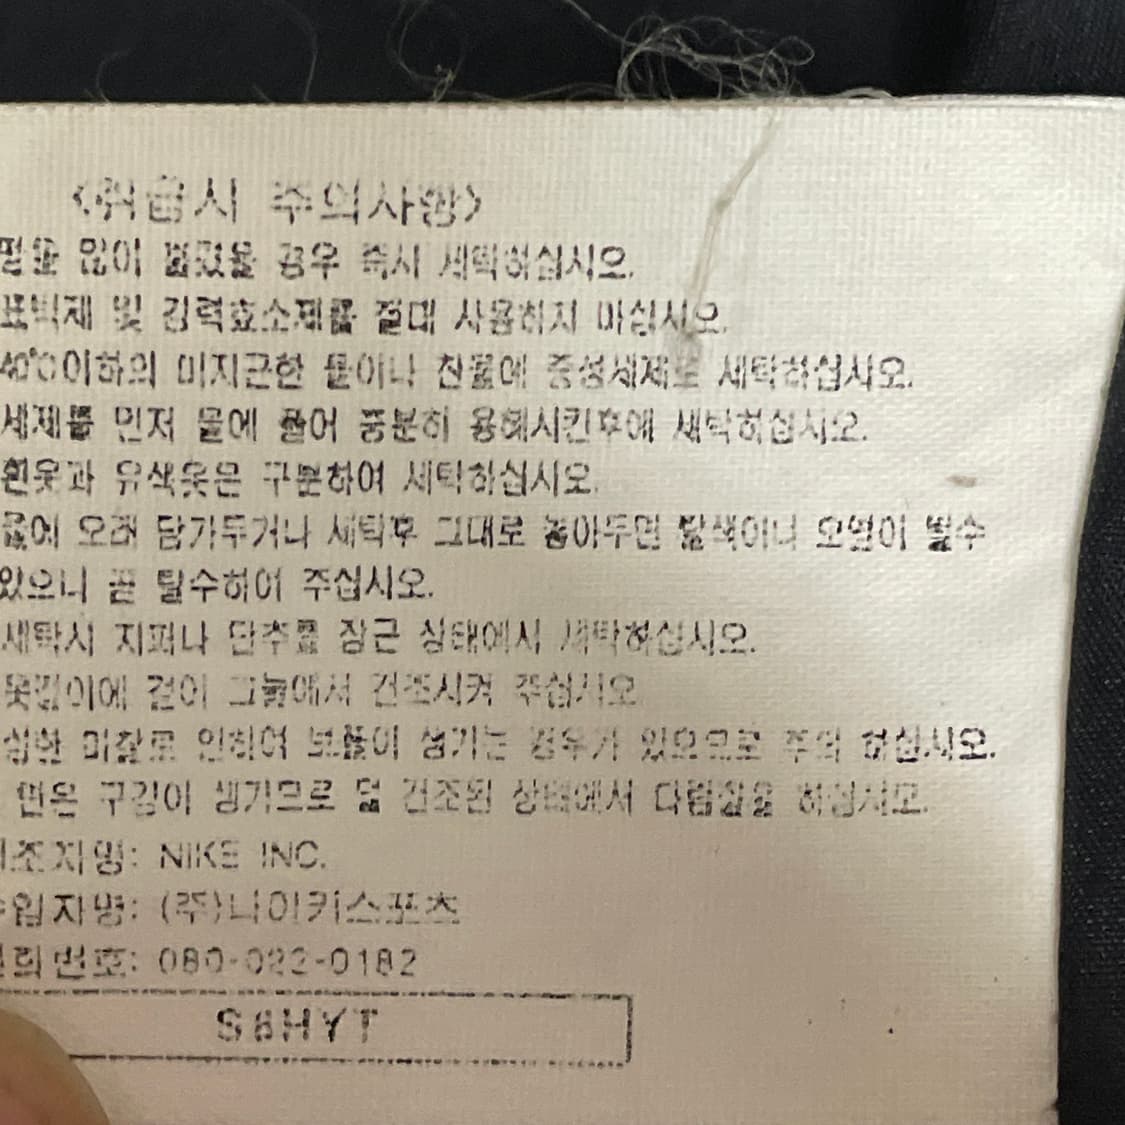 <취급시 주의사항>
땀을 많이 흘렸을 경우 즉시 세탁하십시오.
표백제 및 강력효소제를 절대 사용하지 마십시오.
40°C이하의 미지근한 물이나 찬물에 중성세제로 세탁하십시오.
세제를 먼저 물에 풀어 충분히 용해시킨후에 세탁하십시오.
흰옷과 유색옷은 구분하여 세탁하십시오.
물에 오래 담가두거나 세탁후 그대로 놓아두면 탈색이나 오염이 될수
있으니 곧 탈수하여 주십시오.
세탁시 지퍼나 단추를 잠근 상태에서 세탁하십시오.
옷걸이에 걸어 그늘에서 건조시켜 주십시오
심한 마찰로 인하여 보풀이 생기는 경우가 있으므로 주의 하십시오.
면은 구김이 생기므로 덜 건조된 상태에서 다림질을 하십시오.
제조자명: NIKE INC.
수입자명: (주)나이키스포츠
전화번호: 080-022-0182
S6HYT